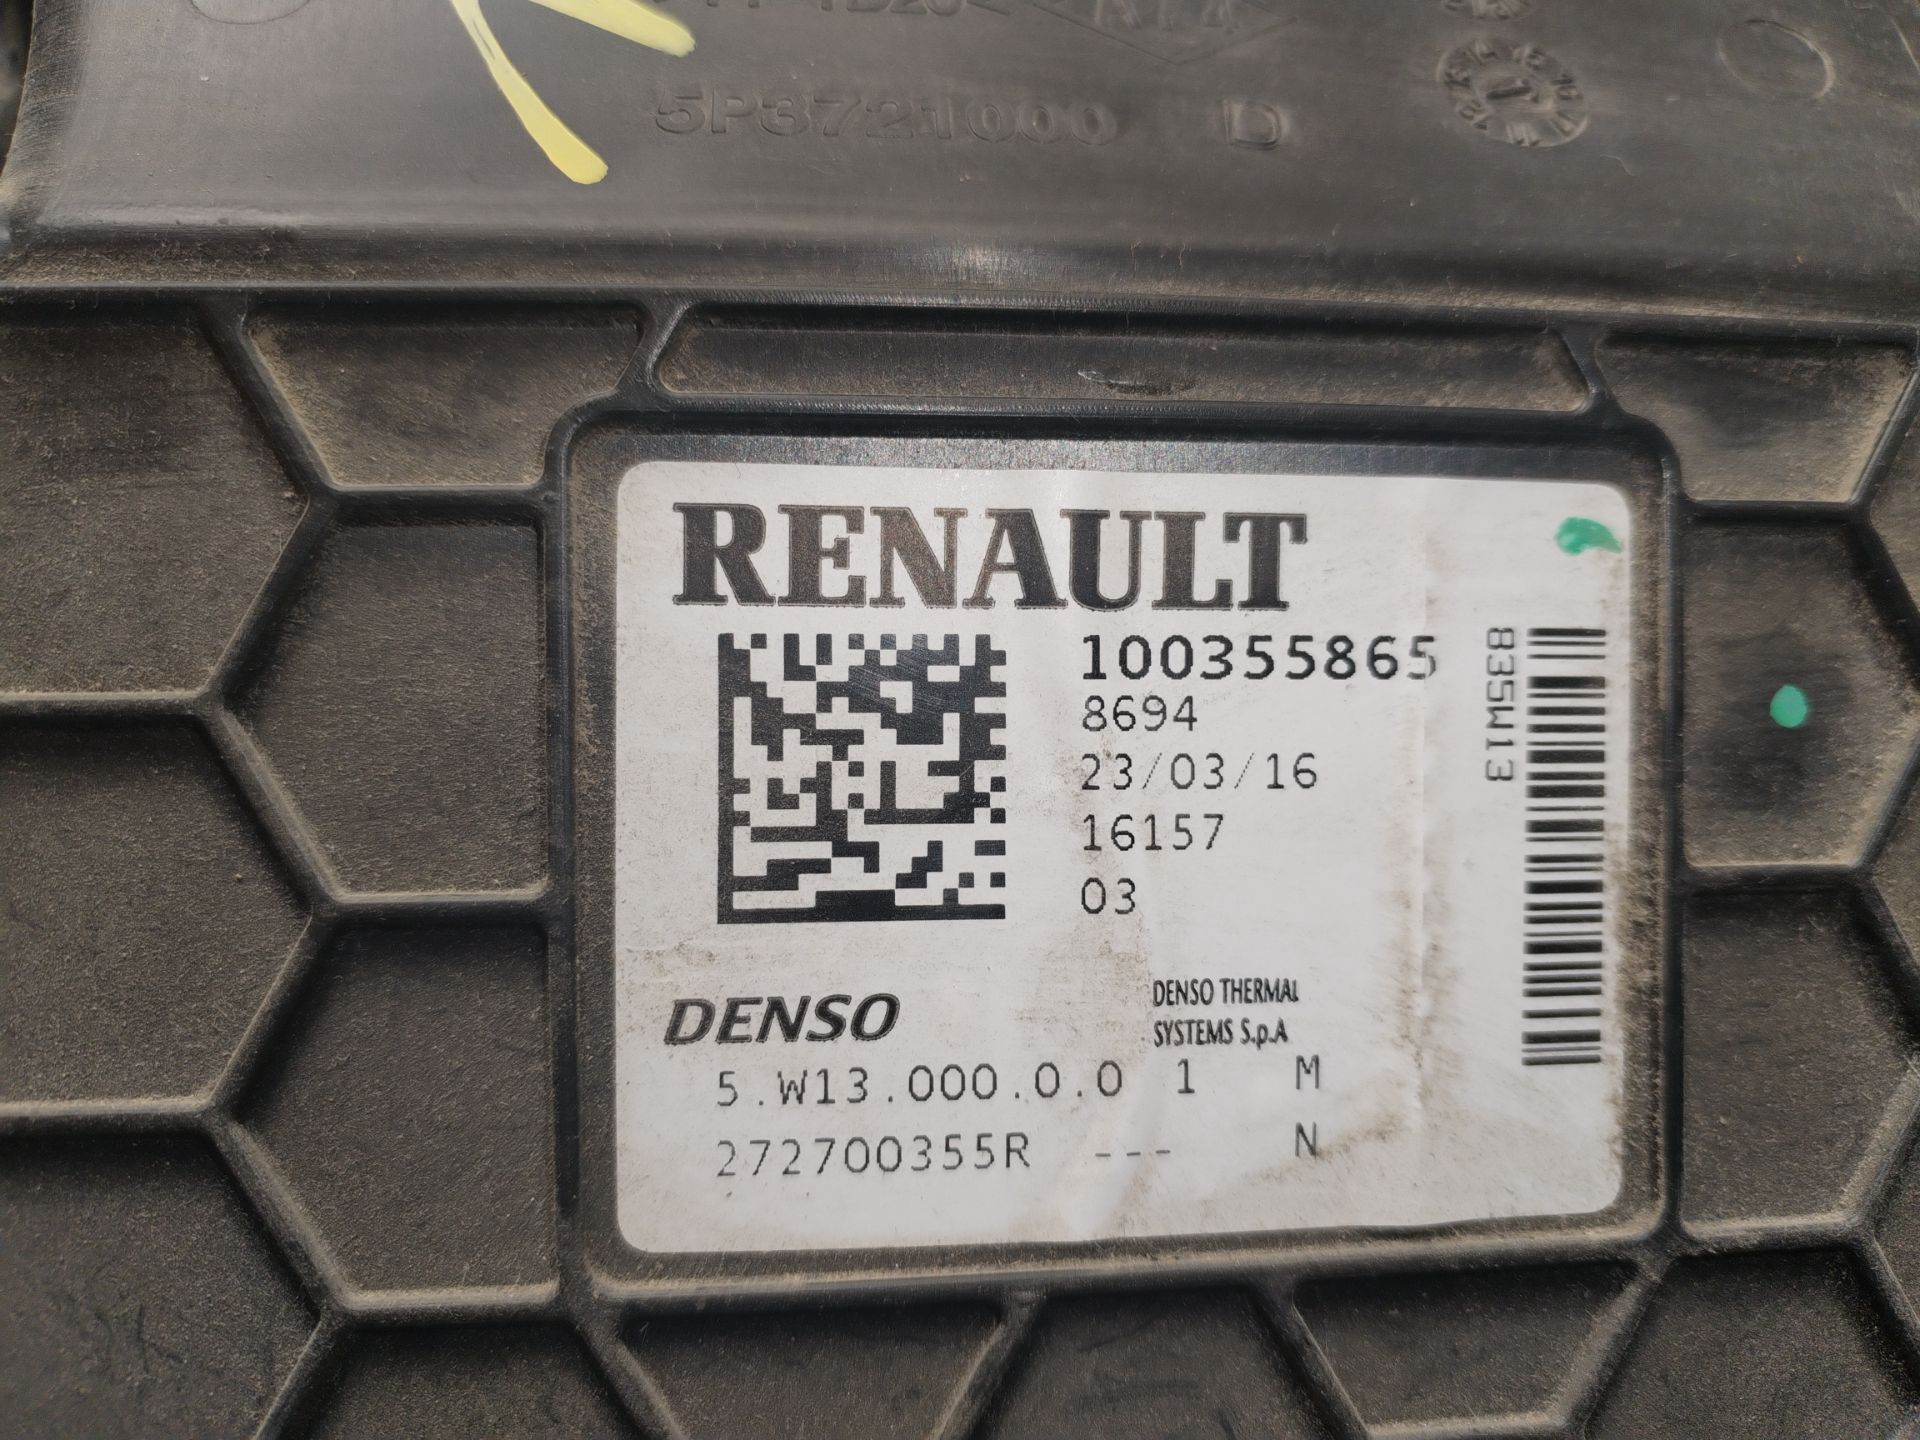 5P3721000 D
RENAULT
100355865
8694
23/03/16
16157
03
835W13
DENSO
DENSO THERMAL
SYSTEMS S.p.A
5.W13.000.0.0 1 M
272700355R --- N